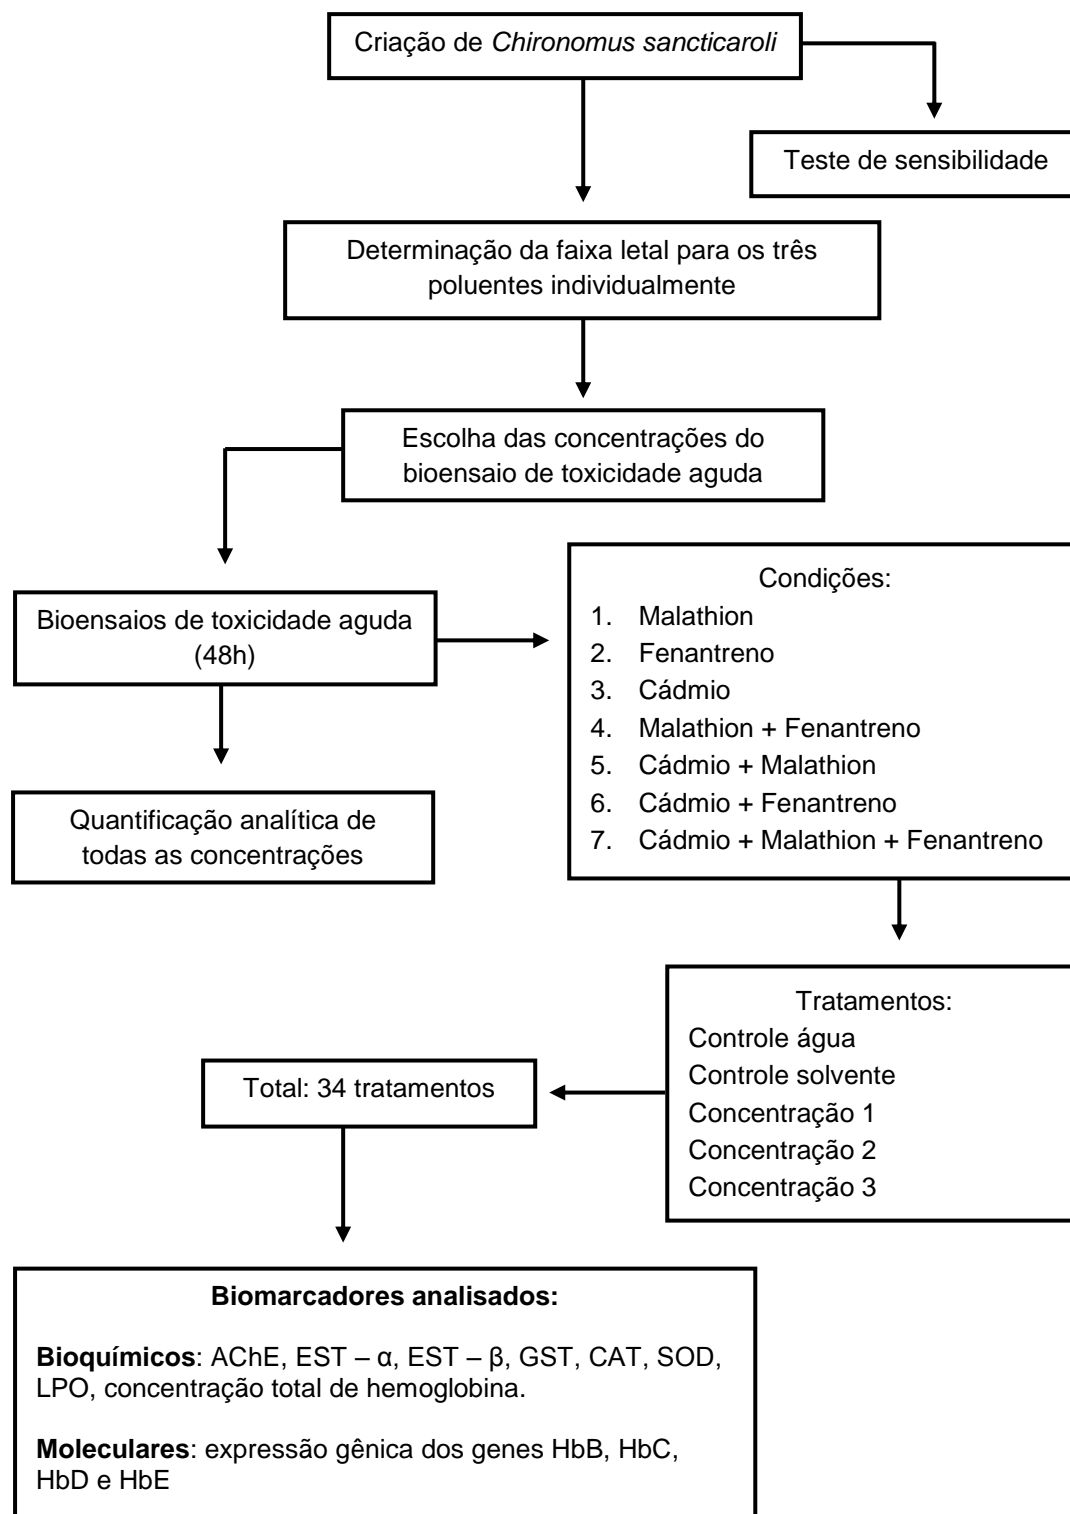 Criação de Chironomus sancticaroli
Teste de sensibilidade
Determinação da faixa letal para os três
poluentes individualmente
Escolha das concentrações do
bioensaio de toxicidade aguda
Bioensaios de toxicidade aguda
(48h)
Quantificação analítica de
todas as concentrações
Condições:
1. Malathion
2. Fenantreno
3. Cádmio
4. Malathion + Fenantreno
5. Cádmio + Malathion
6. Cádmio + Fenantreno
7. Cádmio + Malathion + Fenantreno
Tratamentos:
Controle água
Controle solvente
Concentração 1
Concentração 2
Concentração 3
Total: 34 tratamentos
Biomarcadores analisados:
Bioquímicos: AChE, EST – α, EST – β, GST, CAT, SOD,
LPO, concentração total de hemoglobina.
Moleculares: expressão gênica dos genes HbB, HbC,
HbD e HbE